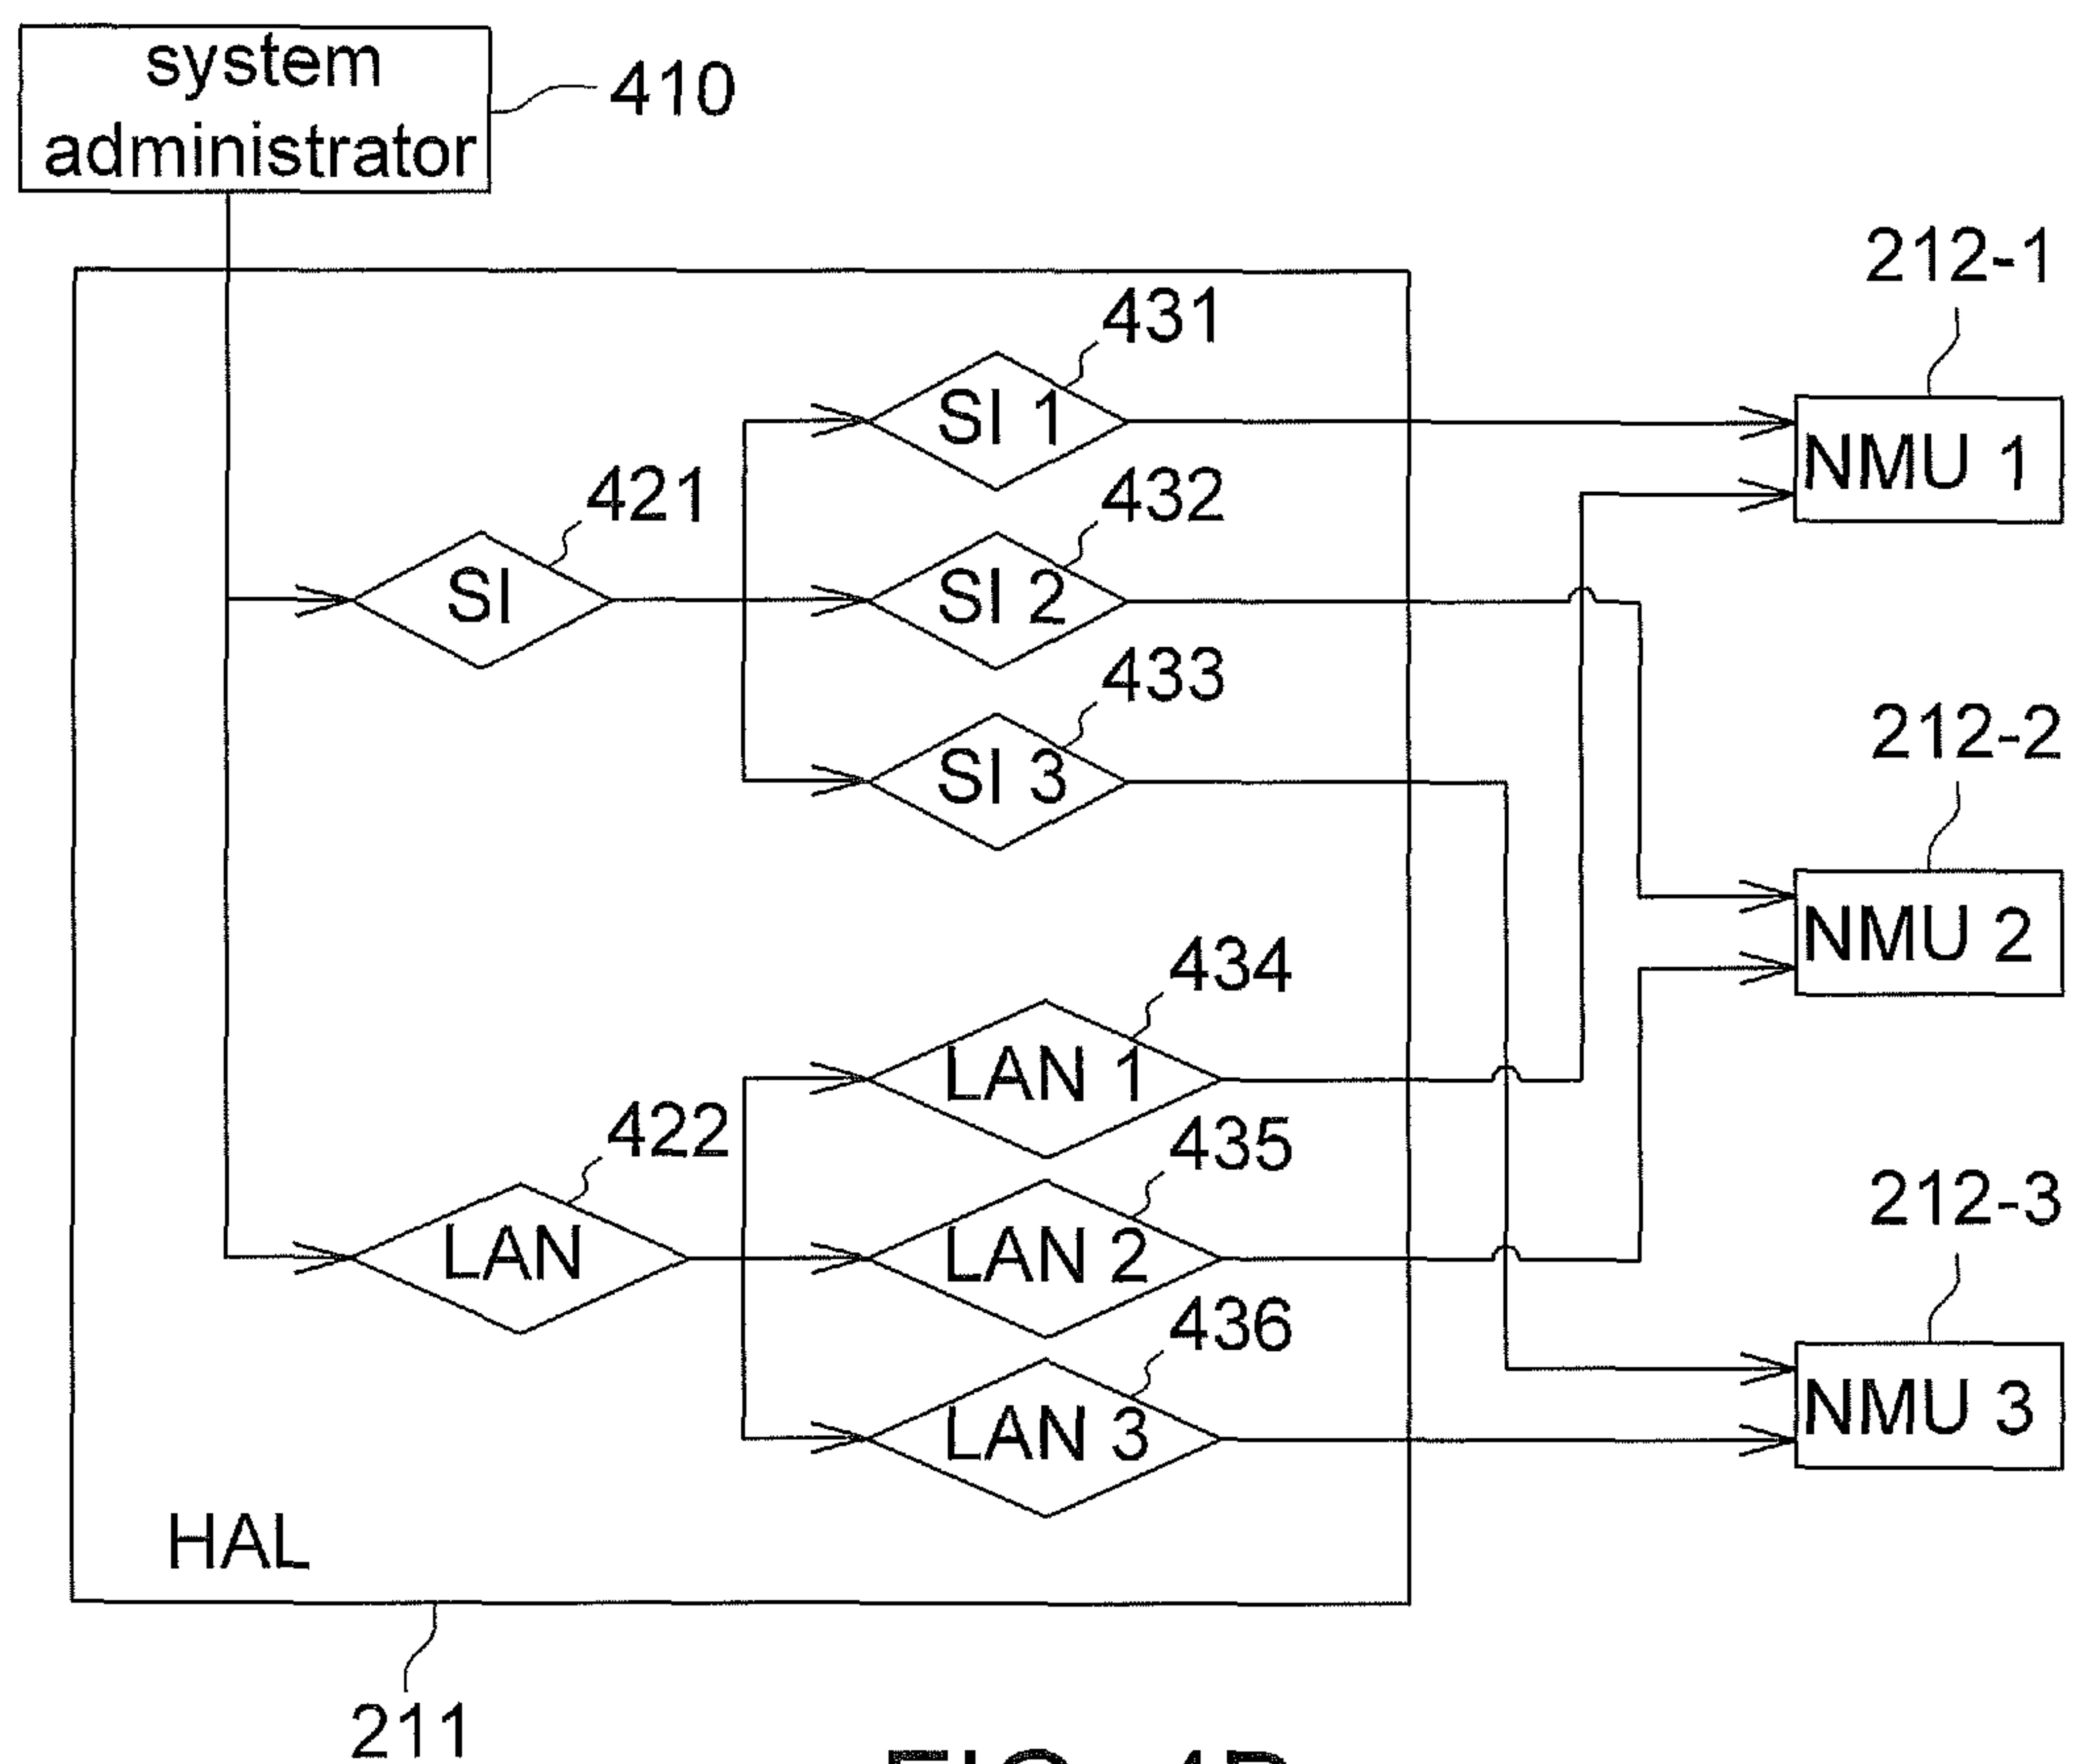 system
administrator
410
212-1
431
SI 1
NMU 1
421
432
SI
SI 2
433
212-2
SI 3
NMU 2
434
LAN 1
422
435
212-3
LAN
LAN 2
436
NMU 3
LAN 3
HAL
211